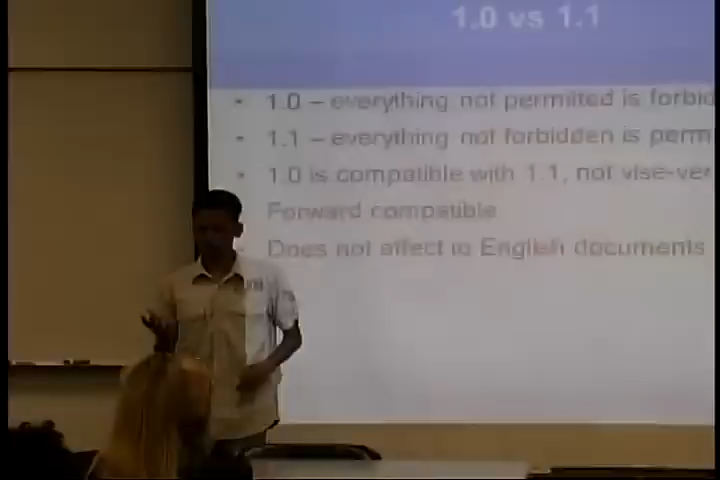 1.0 vs 1.1
• 1.0 – everything not permitted is forbid
• 1.1 – everything not forbidden is perm
• 1.0 is compatible with 1.1, not vise-ver
Forward compatible
Does not affect to English documents